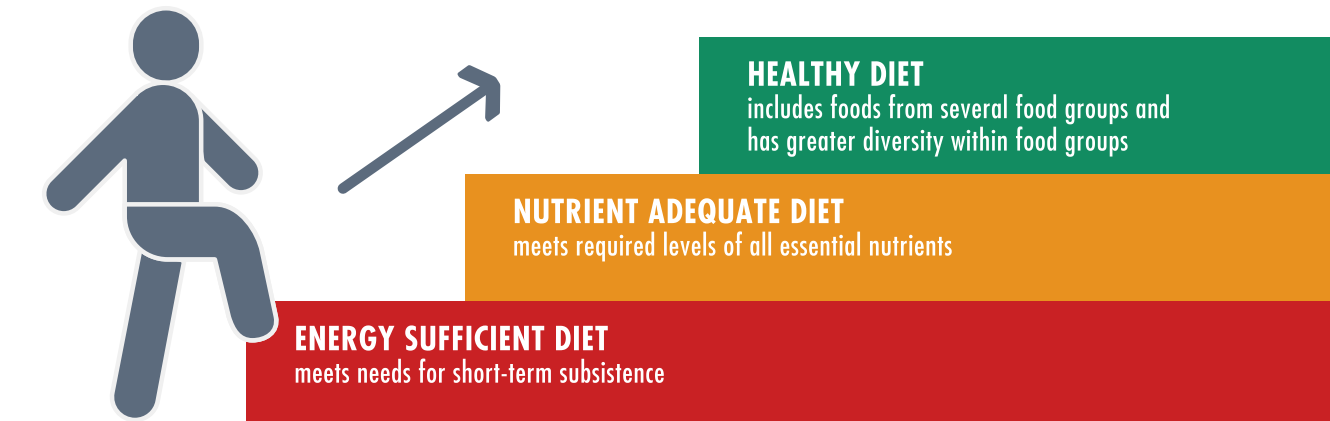 HEALTHY DIET
includes foods from several food groups and
has greater diversity within food groups
NUTRIENT ADEQUATE DIET
meets required levels of all essential nutrients
ENERGY SUFFICIENT DIET
meets needs for short-term subsistence